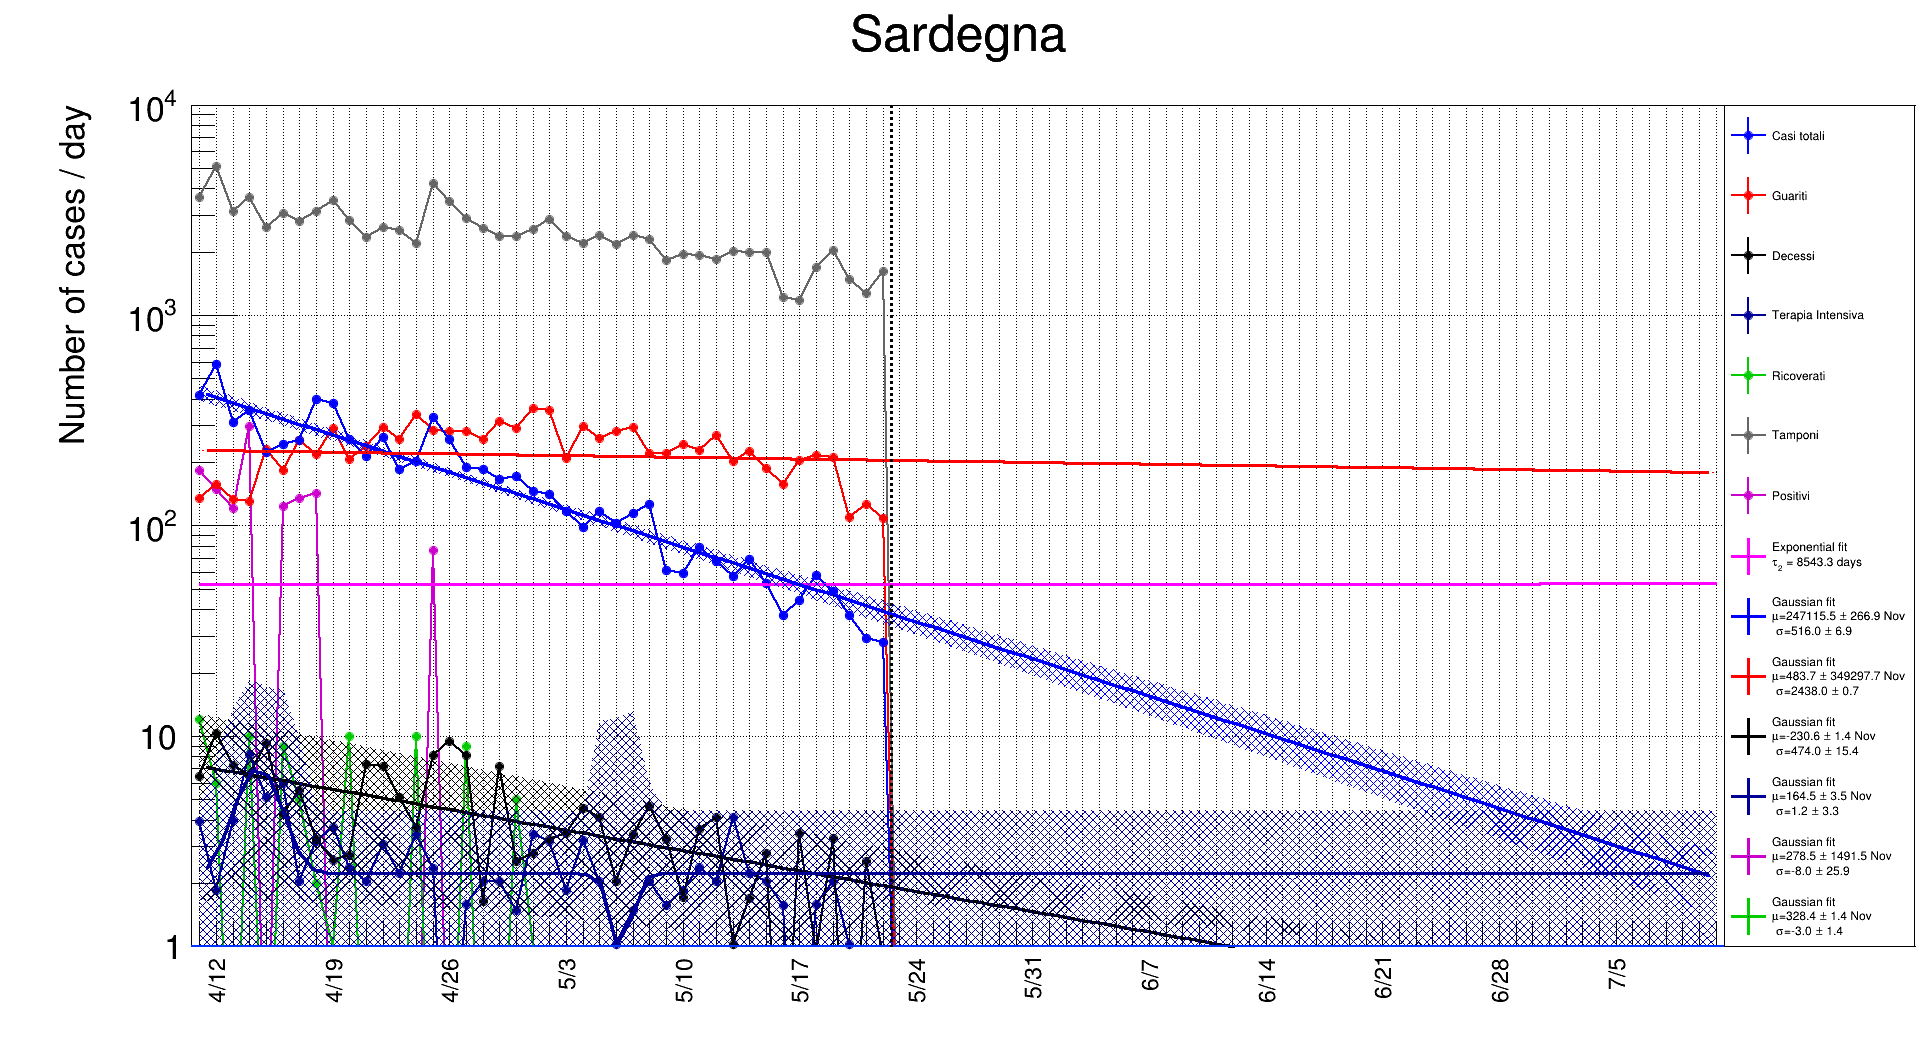 Sardegna
Number of cases / day
10^4
10^3
10^2
10
1
4/12
4/19
4/26
5/3
5/10
5/17
5/24
5/31
6/7
6/14
6/21
6/28
7/5
Casi totali
Guariti
Decessi
Terapia Intensiva
Ricoverati
Tamponi
Positivi
Exponential fit
τ₂ = 8543.3 days
Gaussian fit
μ=247115.5 ± 266.9 Nov
σ=516.0 ± 6.9
Gaussian fit
μ=483.7 ± 349297.7 Nov
σ=2438.0 ± 0.7
Gaussian fit
μ=-230.6 ± 1.4 Nov
σ=474.0 ± 15.4
Gaussian fit
μ=164.5 ± 3.5 Nov
σ=1.2 ± 3.3
Gaussian fit
μ=278.5 ± 1491.5 Nov
σ=-8.0 ± 25.9
Gaussian fit
μ=328.4 ± 1.4 Nov
σ=-3.0 ± 1.4